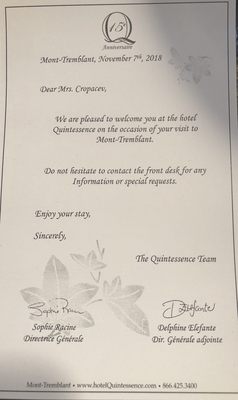 15e
Q
Anniversaire
Mont-Tremblant, November 7th, 2018
Dear Mrs. Cropacev,
We are pleased to welcome you at the hotel
Quintessence on the occasion of your visit to
Mont-Tremblant.
Do not hesitate to contact the front desk for any
Information or special requests.
Enjoy your stay,
Sincerely,
The Quintessence Team
Sophie Racine
Sophie Racine
Delphine Elefante
Directrice Générale
Dir. Générale adjointe
Mont-Tremblant • www.hotelQuintessence.com • 866.425.3400